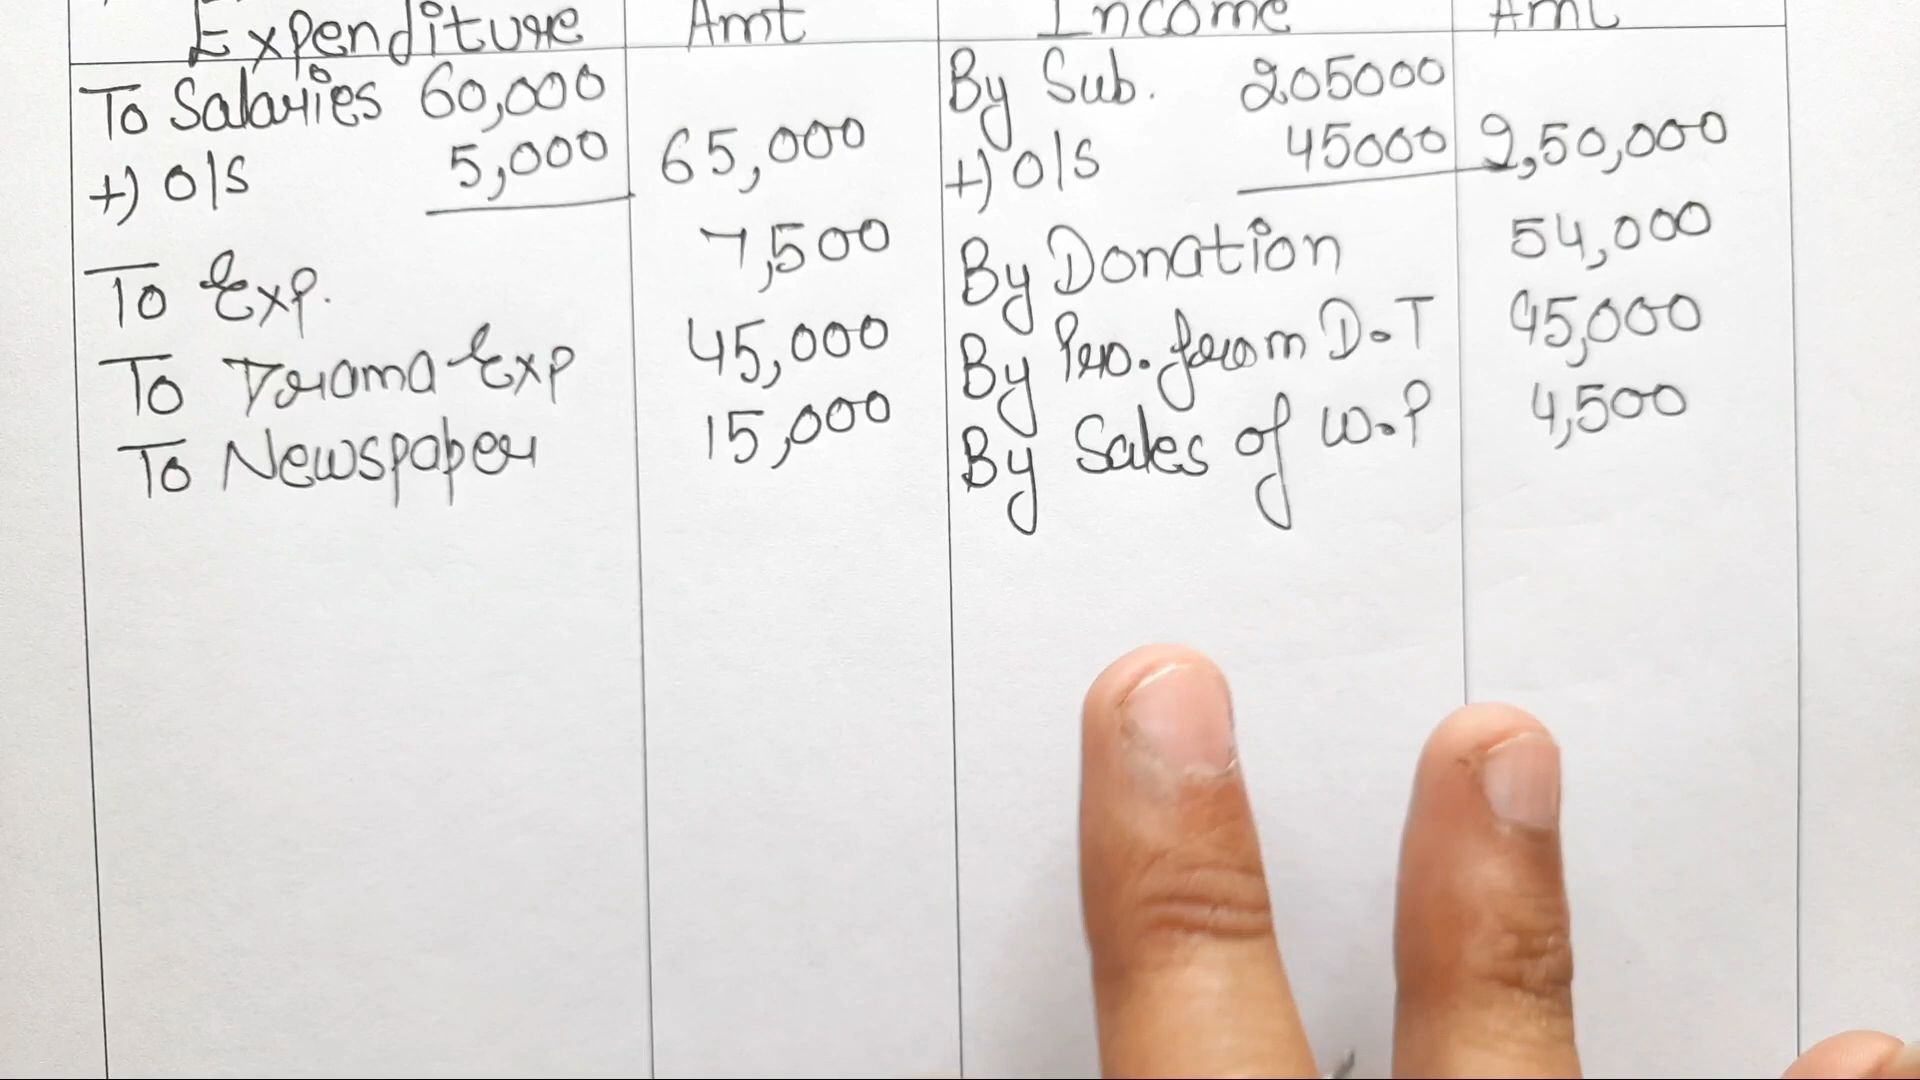 Expenditure Amt Income Amt
To Salaries 60,000 By Sub. 205000
+) O/S 5,000 65,000 +) O/S 45000 2,50,000
To Exp. 7,500 By Donation 54,000
To Drama Exp 45,000 By Pro. from D.T 95,000
To Newspaper 15,000 By Sales of W.P 4,500